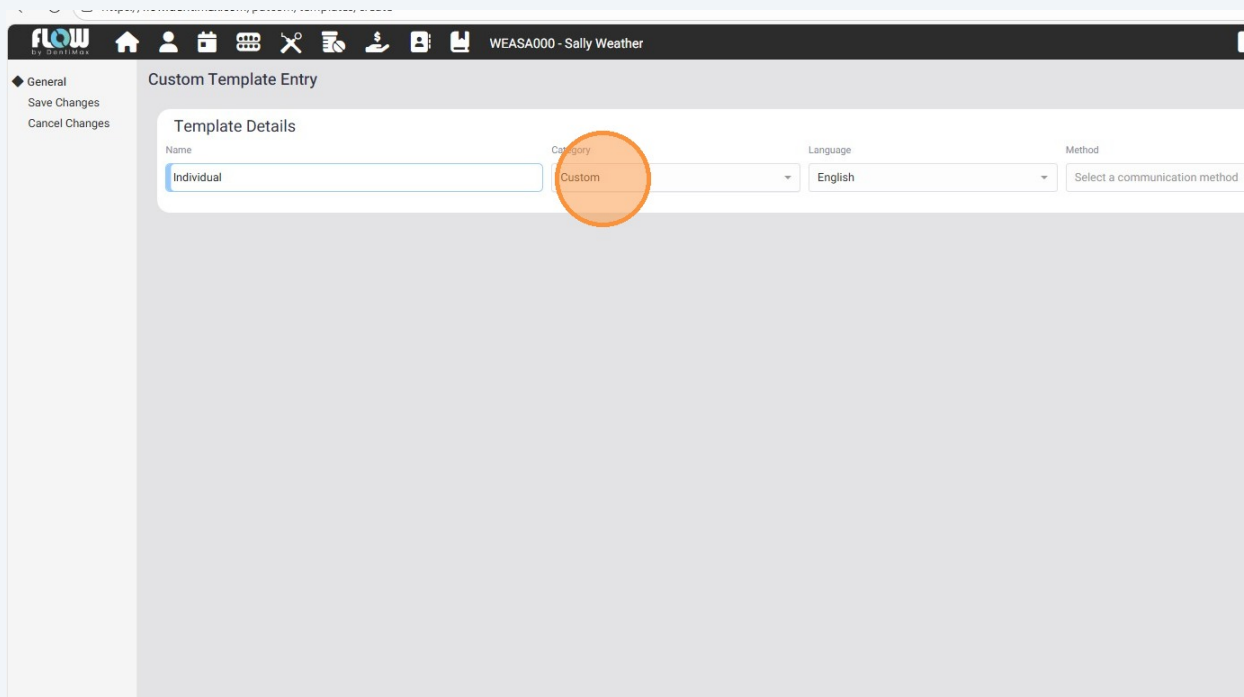 FLOW
by DentiMax
WEASA000 - Sally Weather
General
Save Changes
Cancel Changes
Custom Template Entry
Template Details
Name
Category
Language
Method
Individual
Custom
English
Select a communication method